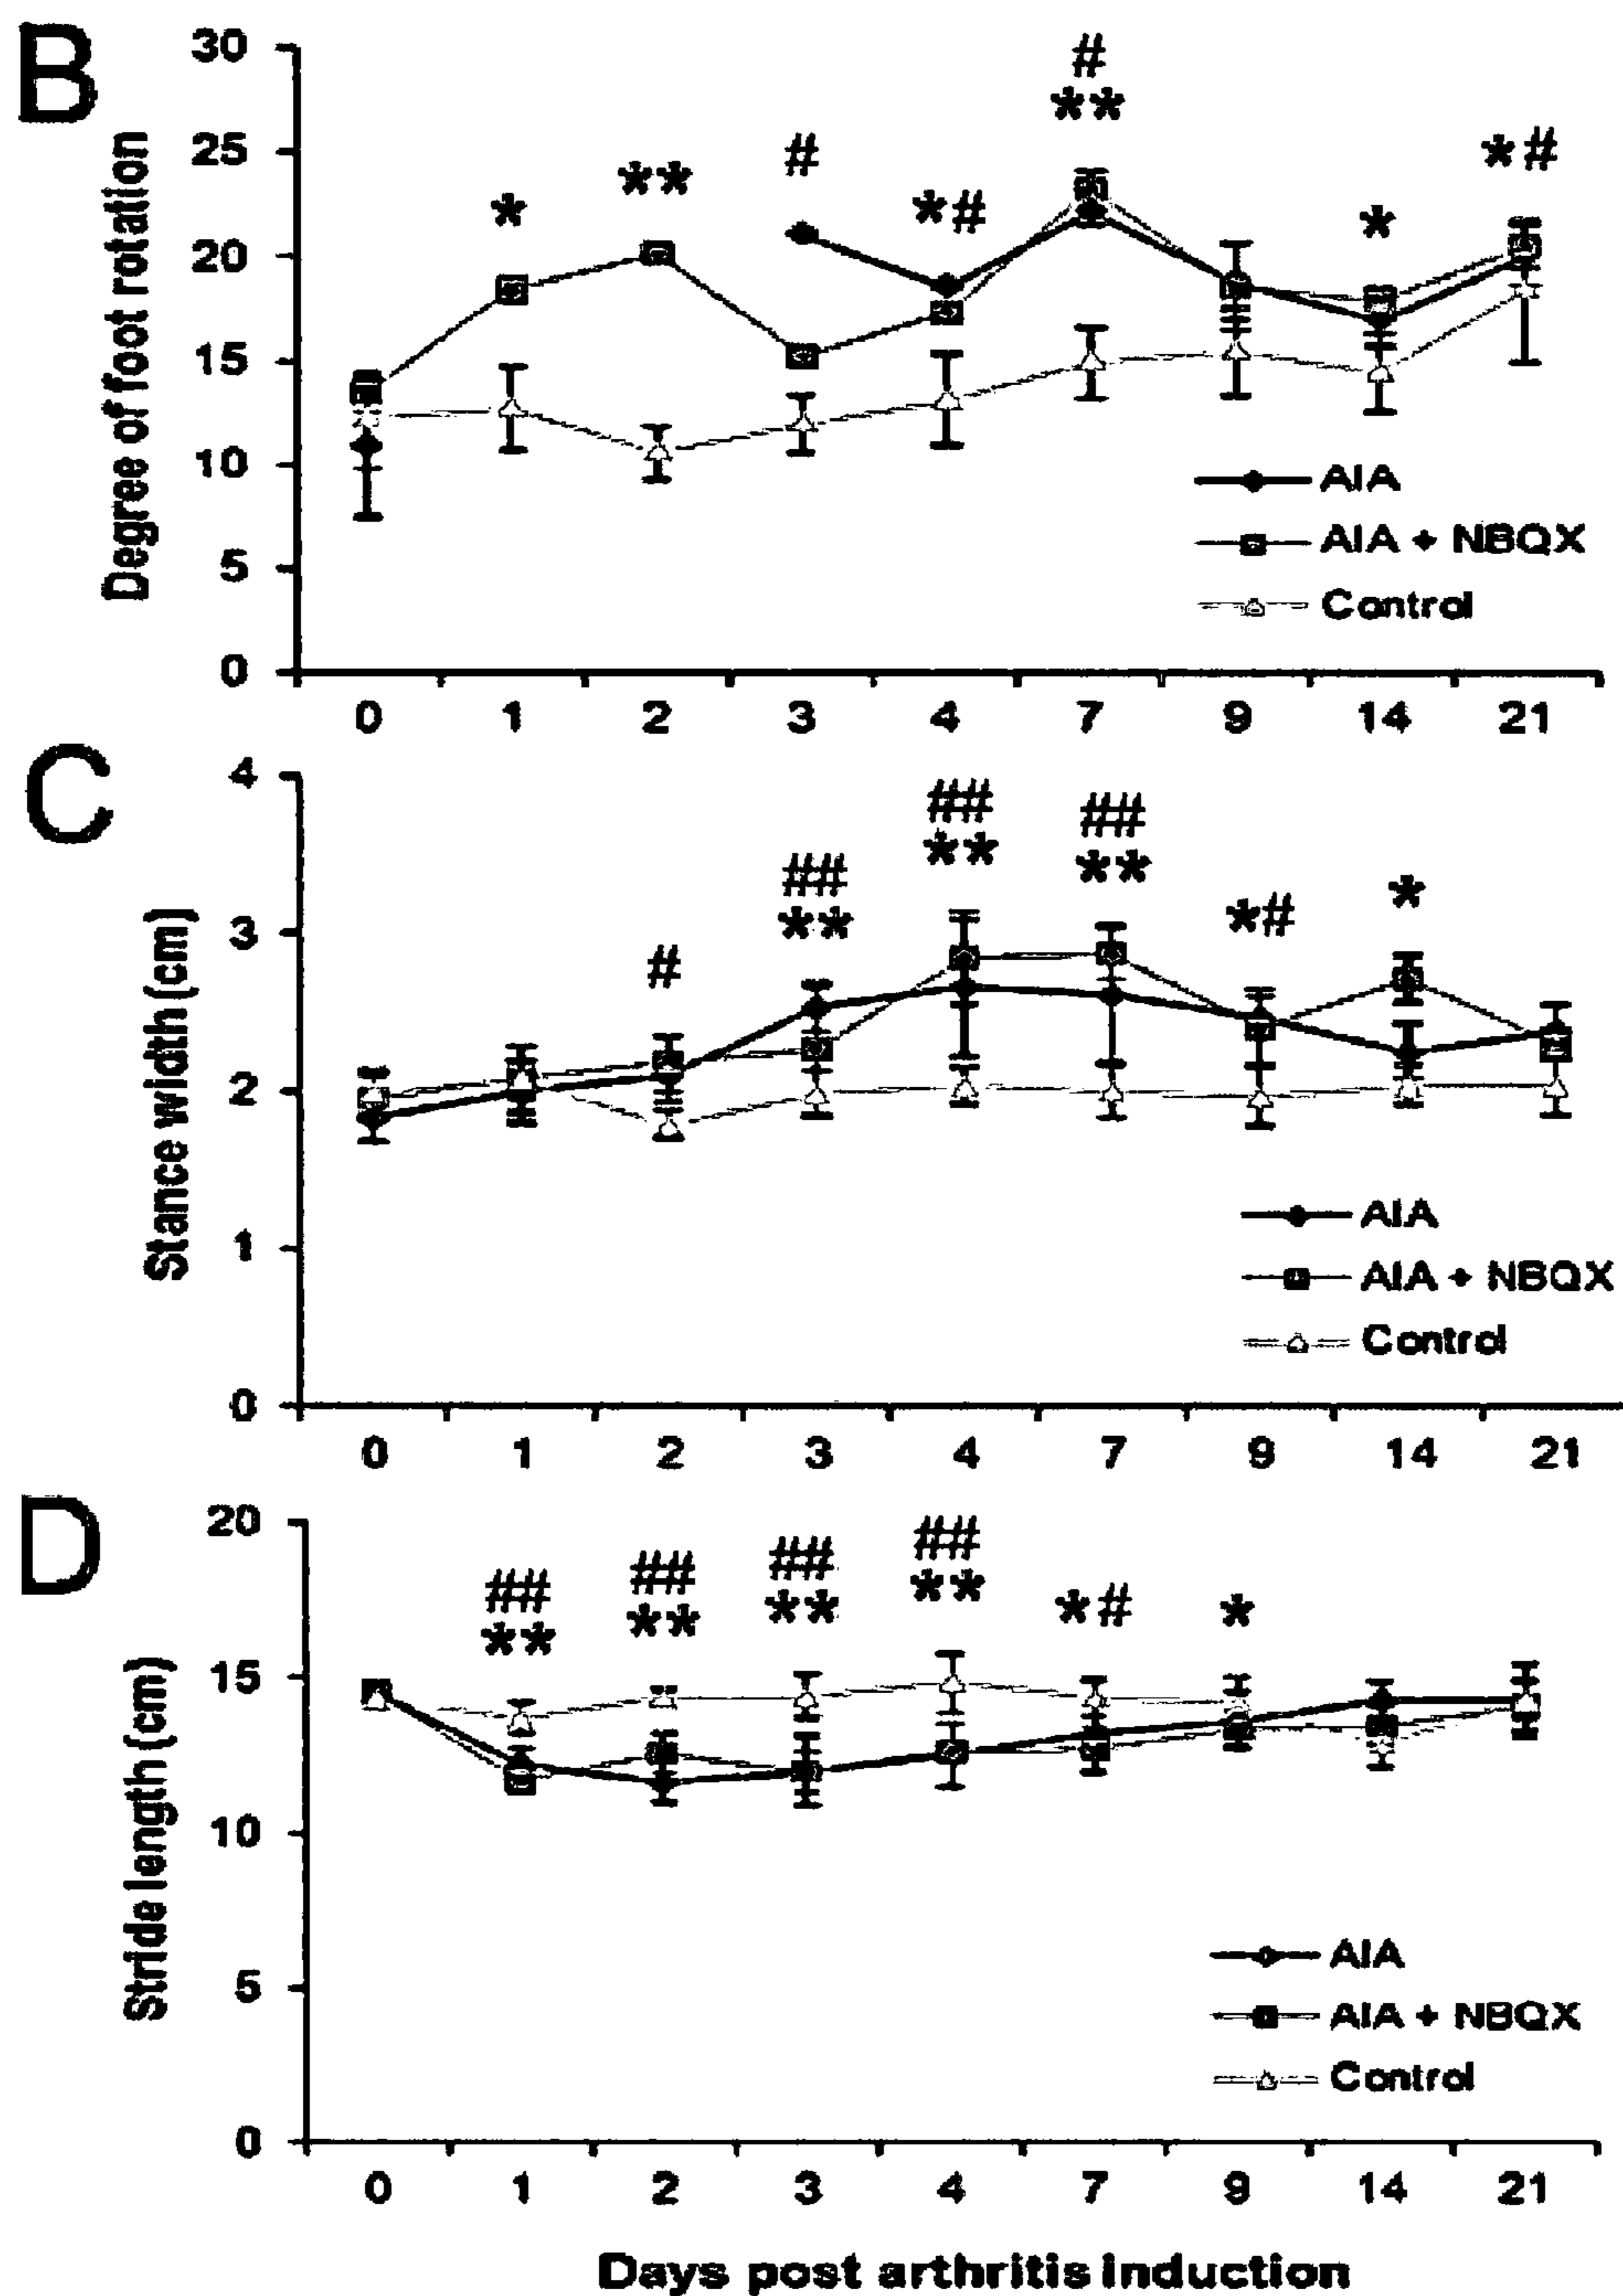 B
Degree of foot rotation
30
25
20
15
10
5
0
#
**
#
*#
**
*#
*
*
AIA
AIA + NBQX
Control
0 1 2 3 4 7 9 14 21
C
Stance width (cm)
4
3
2
1
0
##
**
##
**
##
**
*#
*
#
AIA
AIA + NBQX
Control
0 1 2 3 4 7 9 14 21
D
Stride length (cm)
20
15
10
5
0
##
**
##
**
##
**
##
**
*#
*
AIA
AIA + NBQX
Control
0 1 2 3 4 7 9 14 21
Days post arthritis induction